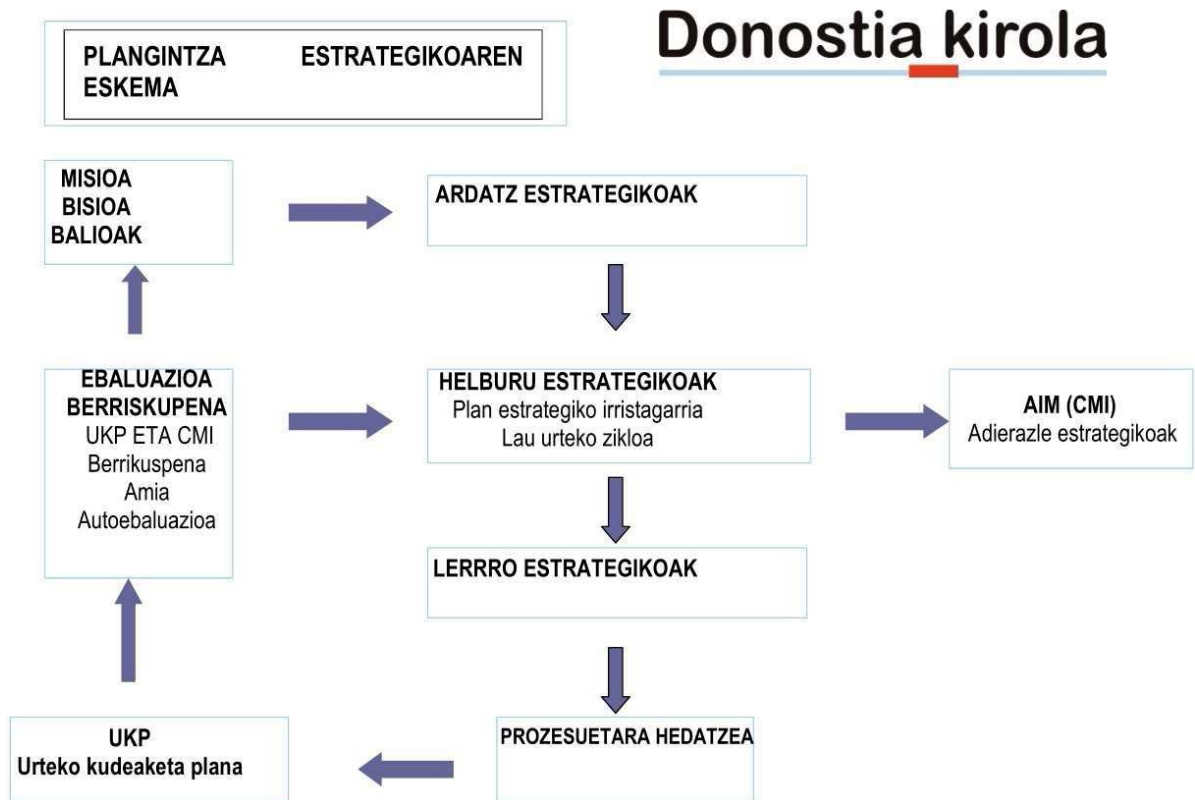 Donostia kirola
PLANGINTZA ESTRATEGIKOAREN
ESKEMA
MISIOA
BISIOA
BALIOAK
ARDATZ ESTRATEGIKOAK
EBALUAZIOA
BERRISKUPENA
UKP ETA CMI
Berrikuspena
Amia
Autoebaluazioa
HELBURU ESTRATEGIKOAK
Plan estrategiko irristagarria
Lau urteko zikloa
AIM (CMI)
Adierazle estrategikoak
LERRRO ESTRATEGIKOAK
UKP
Urteko kudeaketa plana
PROZESUETARA HEDATZEA